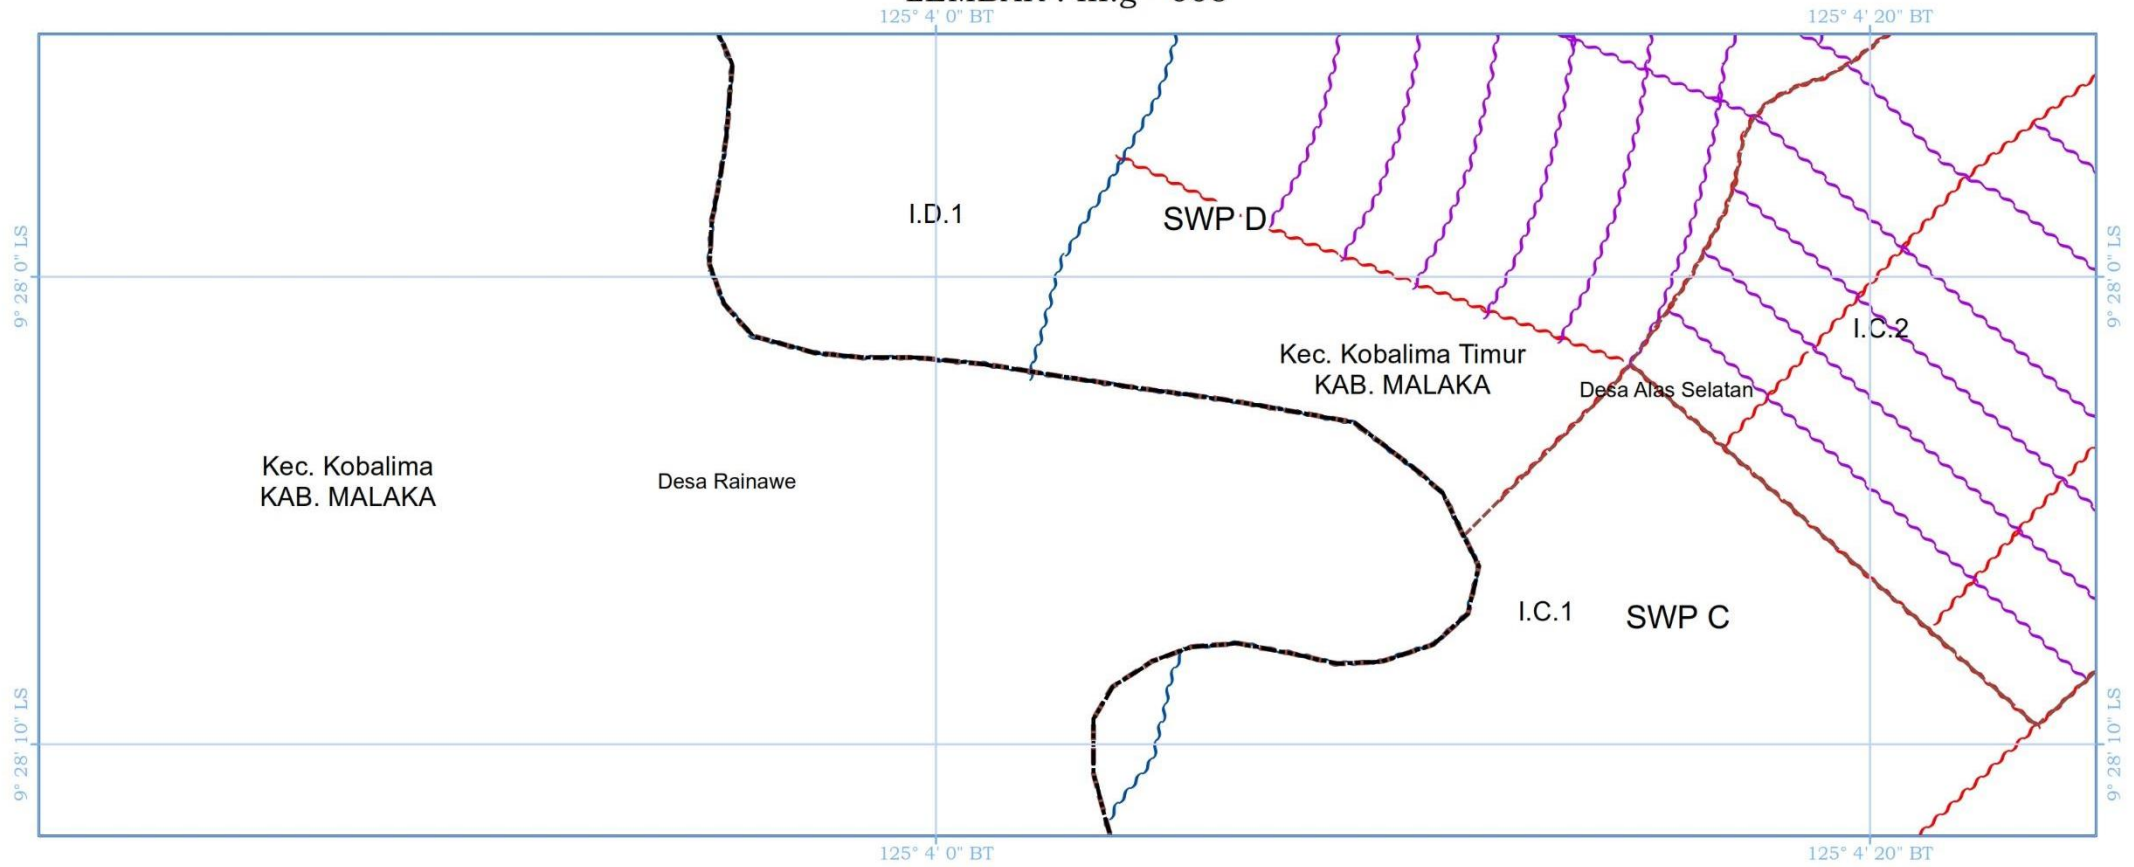 125° 4' 0" BT
125° 4' 20" BT
I.D.1
SWP D
9° 28' 0" LS
9° 28' 0" LS
I.C.2
Kec. Kobalima Timur
KAB. MALAKA
Desa Alas Selatan
Kec. Kobalima
KAB. MALAKA
Desa Rainawe
I.C.1
SWP C
9° 28' 10" LS
9° 28' 10" LS
125° 4' 0" BT
125° 4' 20" BT